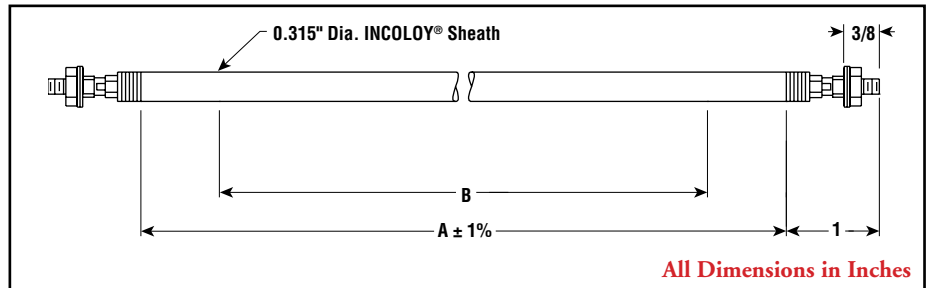 0.315" Dia. INCOLOY® Sheath
3/8
B
A ± 1%
1
All Dimensions in Inches